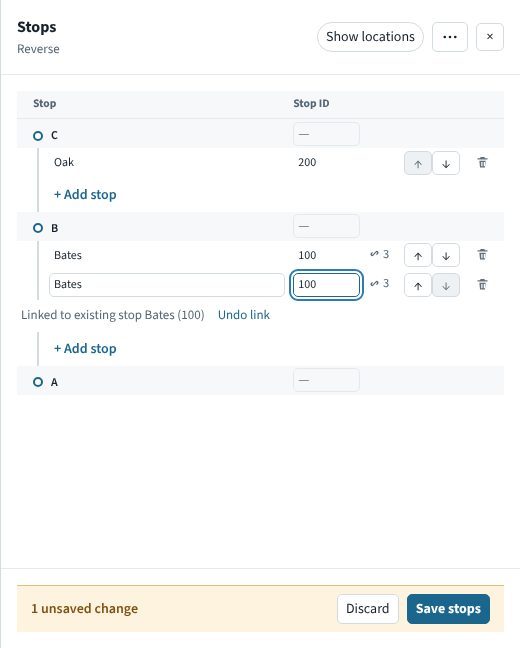 Stops
Reverse
Show locations
Stop Stop ID
C —
Oak 200
+ Add stop
B —
Bates 100 3
Bates 100 3
Linked to existing stop Bates (100) Undo link
+ Add stop
A —
1 unsaved change Discard Save stops